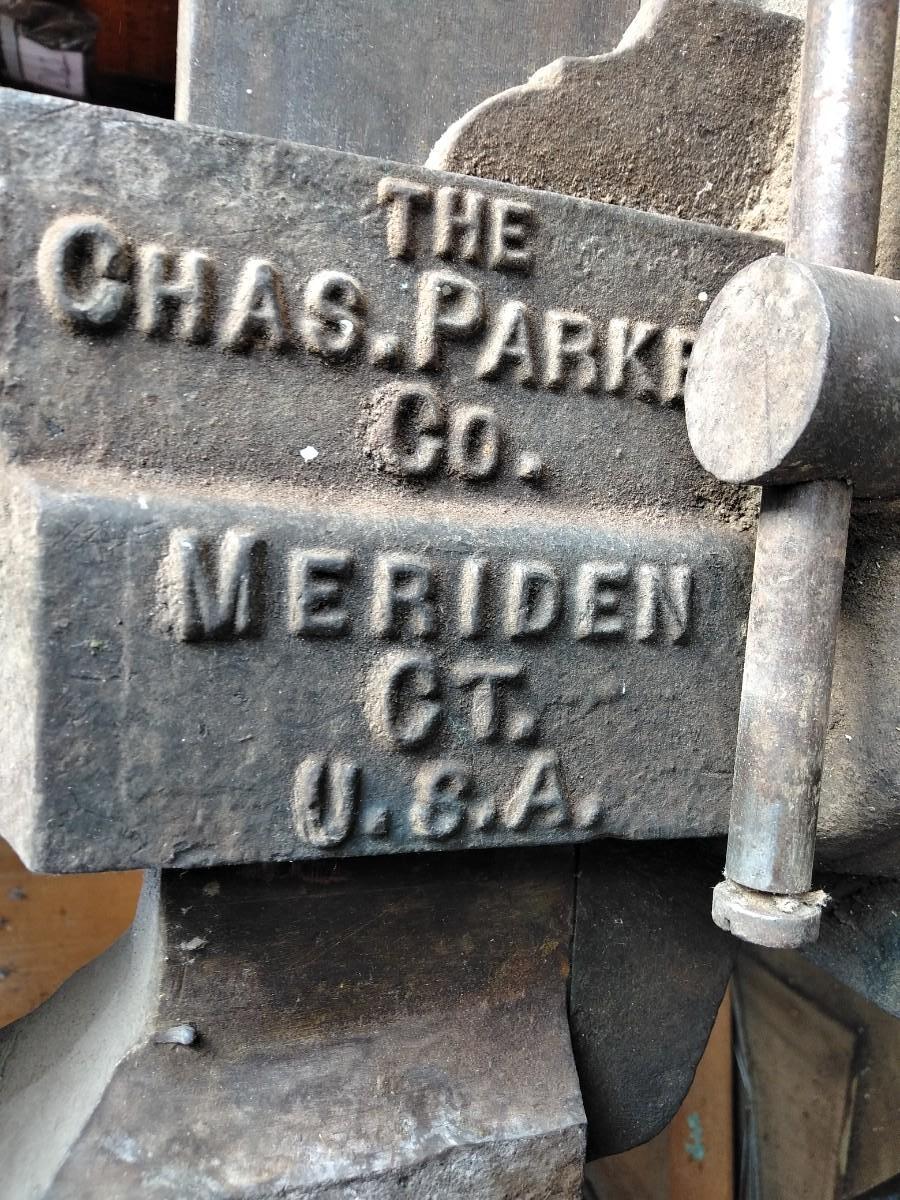 THE
CHAS. PARKE
CO.
MERIDEN
CT.
U.S.A.